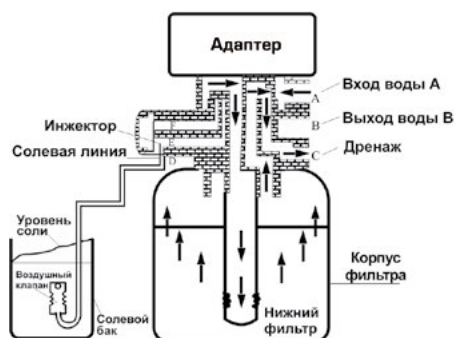 Адаптер
Вход воды А
A
Выход воды В
B
Дренаж
C
Инжектор
Солевая линия
F
E
D
Уровень
соли
Воздушный
клапан
Солевой
бак
Корпус
фильтра
Нижний
фильтр